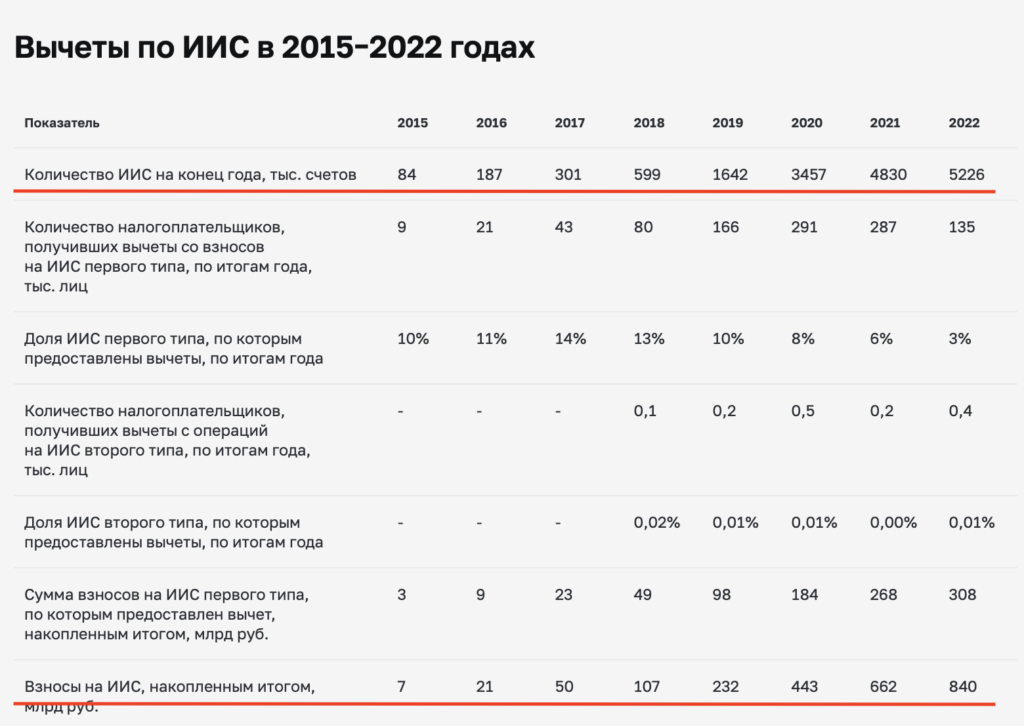 Вычеты по ИИС в 2015–2022 годах
Показатель 2015 2016 2017 2018 2019 2020 2021 2022
Количество ИИС на конец года, тыс. счетов 84 187 301 599 1642 3457 4830 5226
Количество налогоплательщиков, 9 21 43 80 166 291 287 135
получивших вычеты со взносов
на ИИС первого типа, по итогам года,
тыс. лиц
Доля ИИС первого типа, по которым 10% 11% 14% 13% 10% 8% 6% 3%
предоставлены вычеты, по итогам года
Количество налогоплательщиков, - - - 0,1 0,2 0,5 0,2 0,4
получивших вычеты с операций
на ИИС второго типа, по итогам года,
тыс. лиц
Доля ИИС второго типа, по которым - - - 0,02% 0,01% 0,01% 0,00% 0,01%
предоставлены вычеты, по итогам года
Сумма взносов на ИИС первого типа, 3 9 23 49 98 184 268 308
по которым предоставлен вычет,
накопленным итогом, млрд руб.
Взносы на ИИС, накопленным итогом, 7 21 50 107 232 443 662 840
млрд руб.